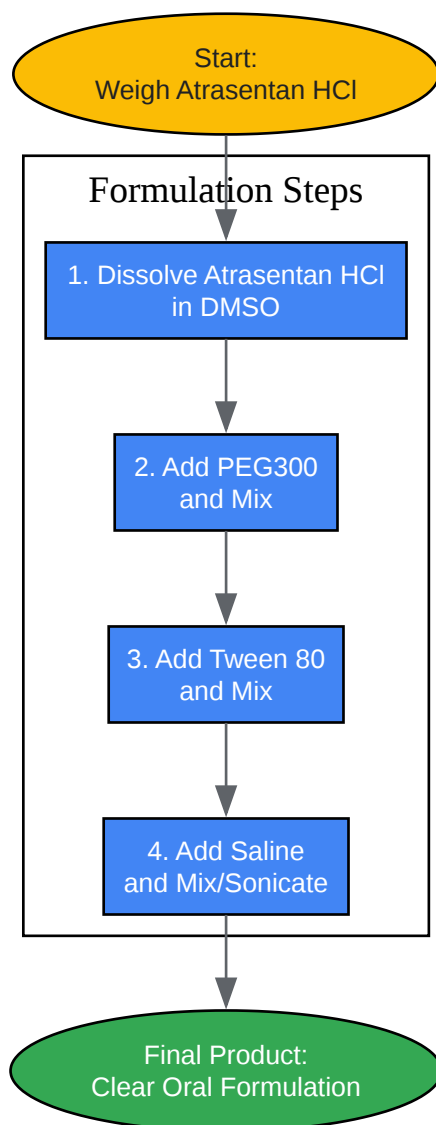 Start:
Weigh Atrasentan HCl
Formulation Steps
1. Dissolve Atrasentan HCl
in DMSO
2. Add PEG300
and Mix
3. Add Tween 80
and Mix
4. Add Saline
and Mix/Sonicate
Final Product:
Clear Oral Formulation